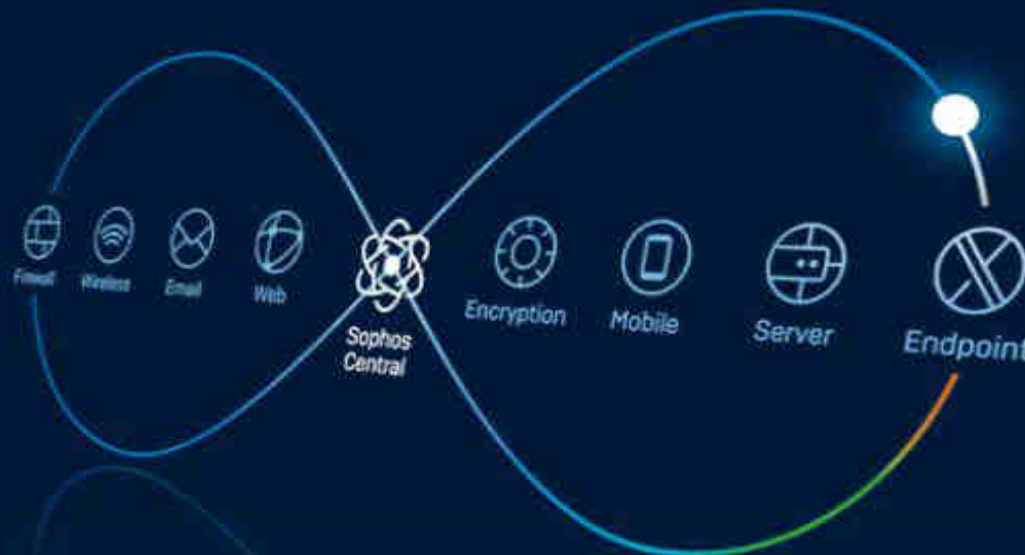 Firewall
Wireless
Email
Web
Sophos
Central
Encryption
Mobile
Server
Endpoint